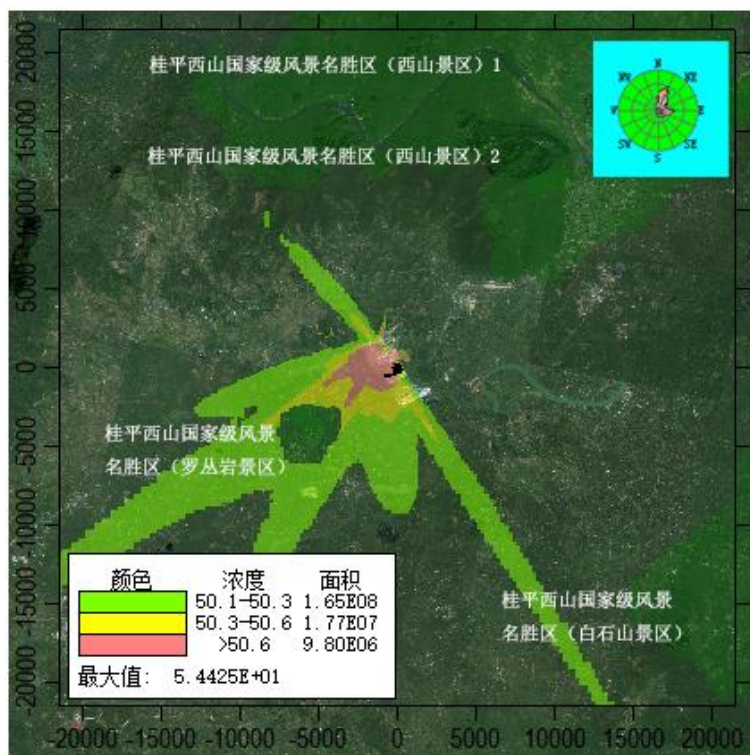 20000
15000
10000
5000
0
-5000
-10000
-15000
-20000
桂平西山国家级风景名胜区（西山景区）1
桂平西山国家级风景名胜区（西山景区）2
N
NE
E
SE
S
SW
W
NW
桂平西山国家级风景
名胜区（罗丛岩景区）
桂平西山国家级风景
名胜区（白石山景区）
颜色 浓度 面积
50.1-50.3 1.65E08
50.3-50.6 1.77E07
>50.6 9.80E06
最大值: 5.4425E+01
-20000 -15000 -10000 -5000 0 5000 10000 15000 20000